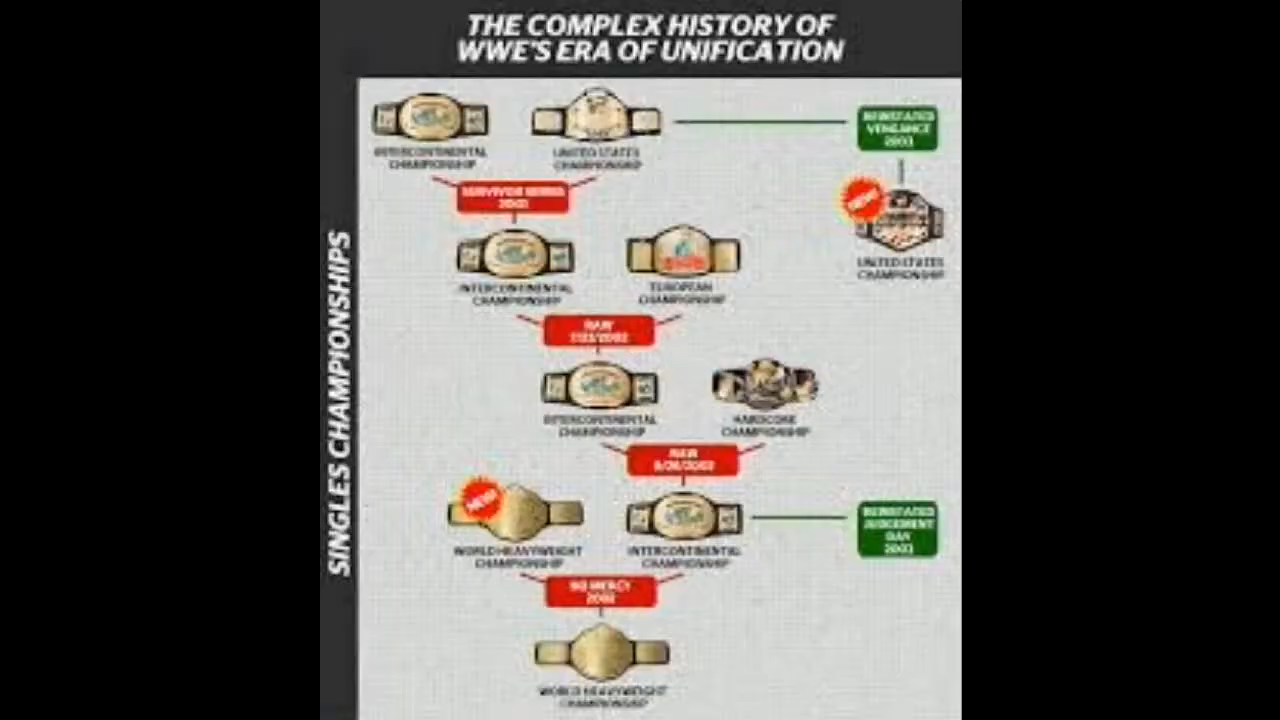 THE COMPLEX HISTORY OF
WWE'S ERA OF UNIFICATION
SINGLES CHAMPIONSHIPS
INTERCONTINENTAL
CHAMPIONSHIP
UNITED STATES
CHAMPIONSHIP
REINSTATED
VENGEANCE
2003
SURVIVOR SERIES
2001
NEW!
UNITED STATES
CHAMPIONSHIP
INTERCONTINENTAL
CHAMPIONSHIP
EUROPEAN
CHAMPIONSHIP
RAW
INTERCONTINENTAL
CHAMPIONSHIP
HARDCORE
CHAMPIONSHIP
RAW
NEW!
WORLD HEAVYWEIGHT
CHAMPIONSHIP
INTERCONTINENTAL
CHAMPIONSHIP
REINSTATED
JUDGEMENT
DAY
2003
NO MERCY
2002
WORLD HEAVYWEIGHT
CHAMPIONSHIP